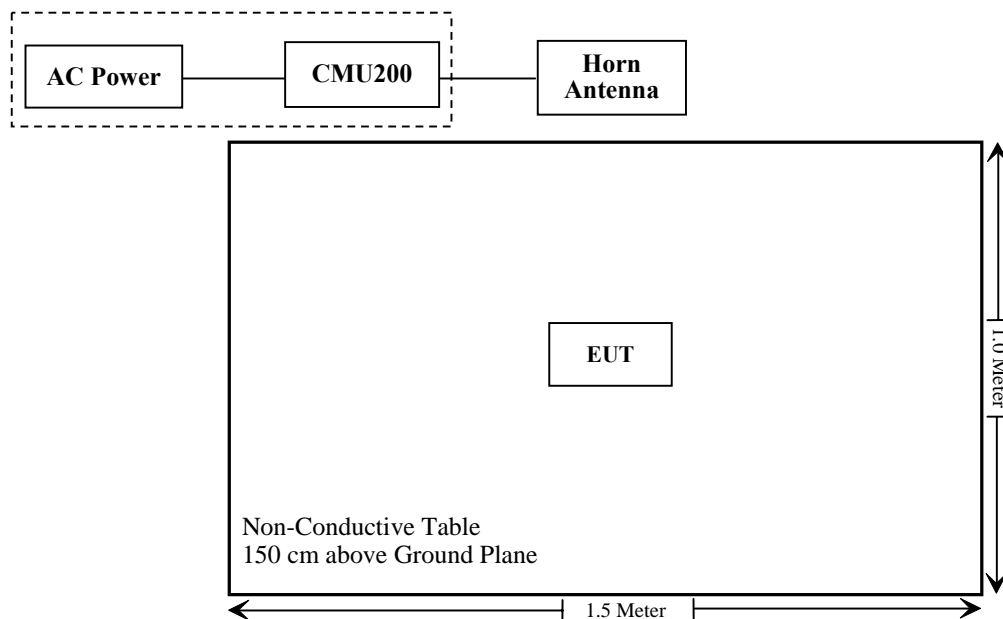 AC Power
CMU200
Horn
Antenna
EUT
1.0 Meter
Non-Conductive Table
150 cm above Ground Plane
1.5 Meter